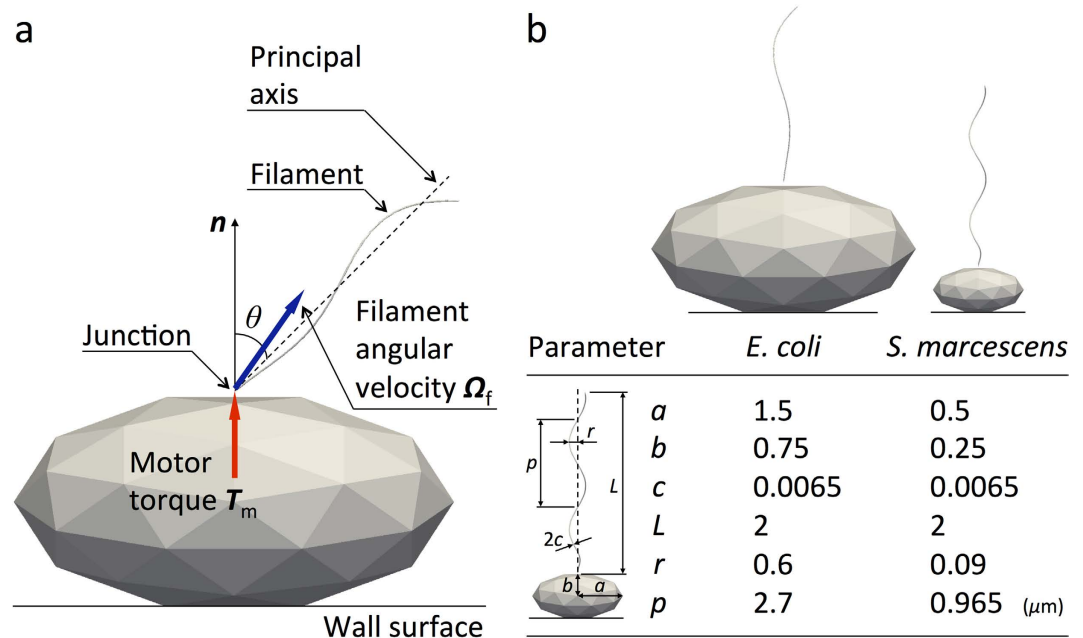 a
Principal
axis
Filament
n
θ
Junction
Filament
angular
velocity Ωf
Motor
torque Tm
Wall surface
b
Parameter E. coli S. marcescens
a 1.5 0.5
b 0.75 0.25
c 0.0065 0.0065
L 2 2
r 0.6 0.09
p 2.7 0.965 (μm)
r
p
L
2c
b
a